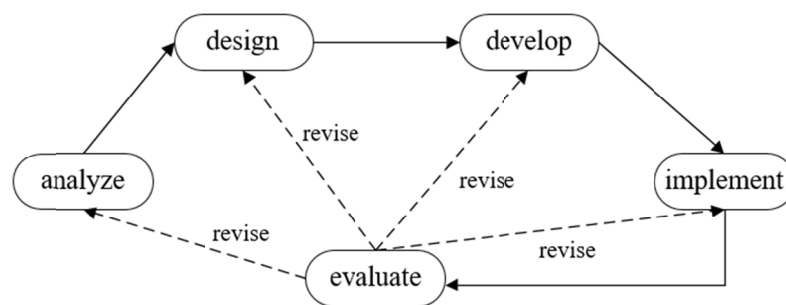 design
develop
revise
revise
analyze
implement
revise
revise
evaluate